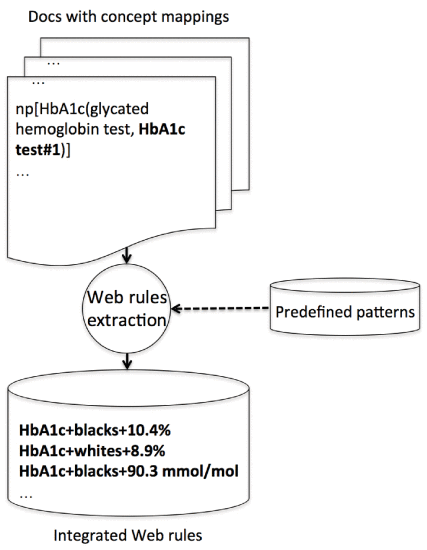 Docs with concept mappings
...
...
np[HbA1c(glycated
hemoglobin test, HbA1c
test#1)]
...
Web rules
extraction
Predefined patterns
HbA1c+blacks+10.4%
HbA1c+whites+8.9%
HbA1c+blacks+90.3 mmol/mol
...
Integrated Web rules